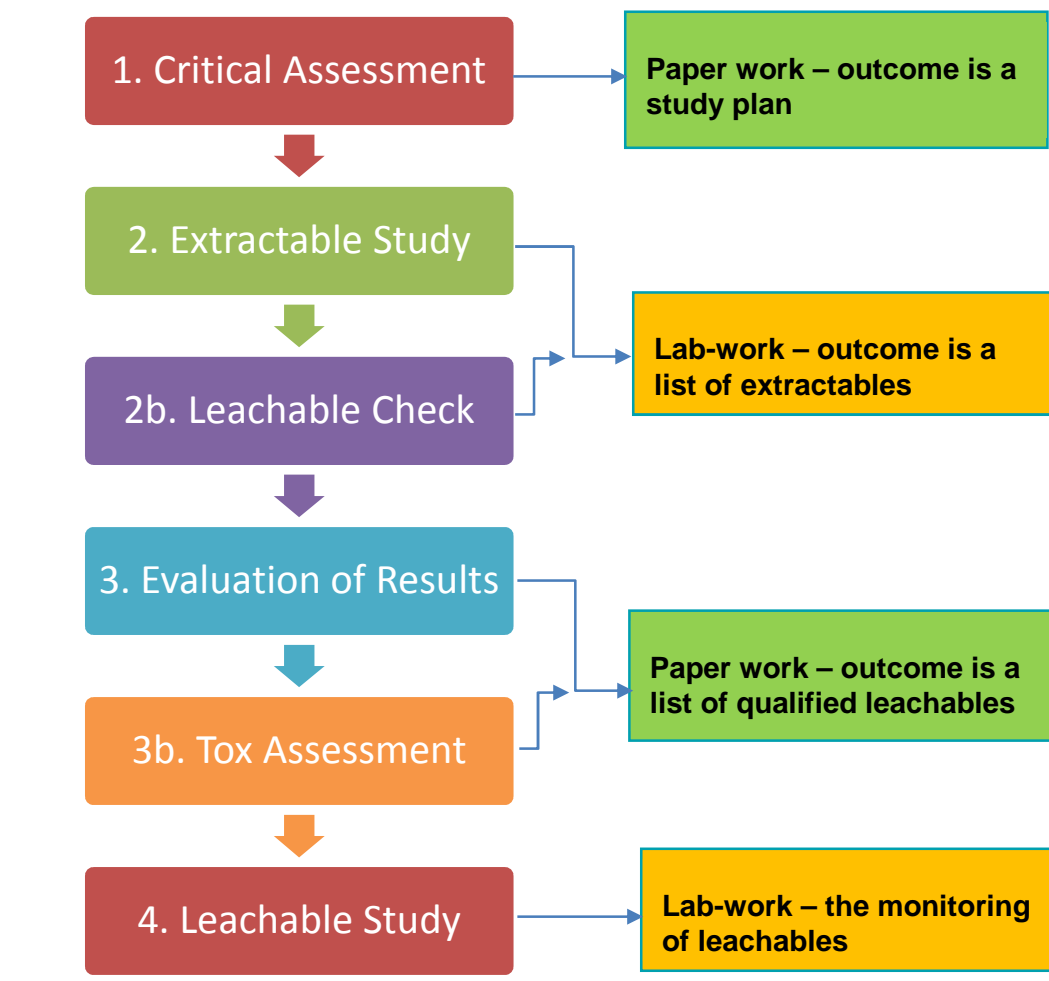 1. Critical Assessment
Paper work – outcome is a
study plan
2. Extractable Study
Lab-work – outcome is a
list of extractables
2b. Leachable Check
3. Evaluation of Results
Paper work – outcome is a
list of qualified leachables
3b. Tox Assessment
4. Leachable Study
Lab-work – the monitoring
of leachables